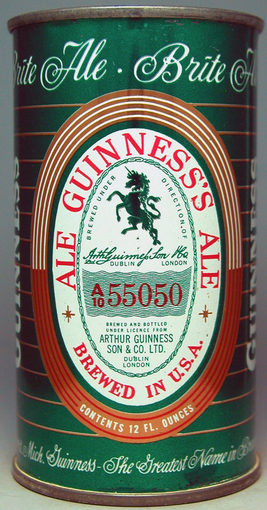 Brite Ale · Brite
ALE GUINNESS'S ALE
BREWED UNDER DIRECTION OF
Arth Guinness Son & Co
DUBLIN LONDON
A
10 55050
BREWED AND BOTTLED
UNDER LICENCE FROM
ARTHUR GUINNESS
SON & CO. LTD.
DUBLIN
LONDON
BREWED IN U.S.A.
CONTENTS 12 FL. OUNCES
Mich. Guinness - The Greatest Name in